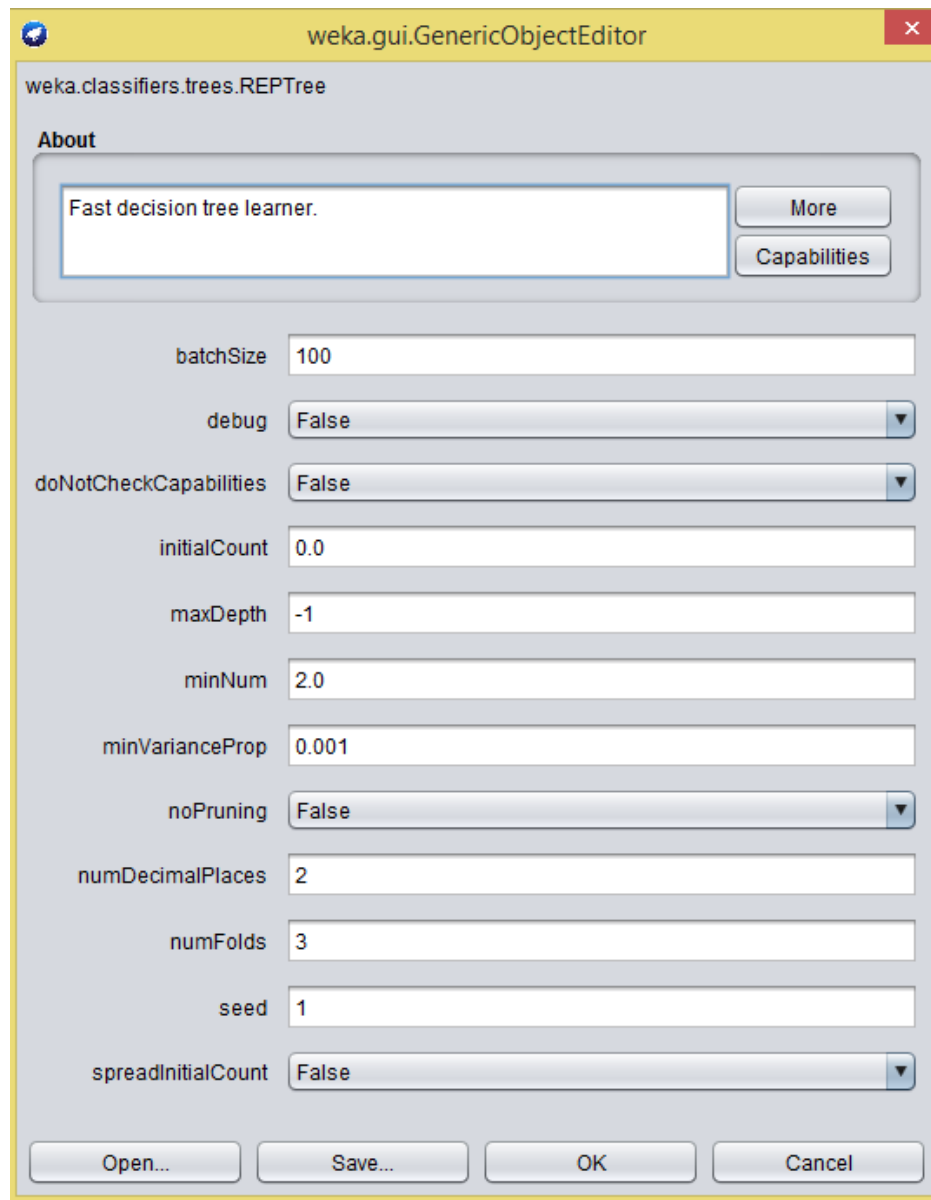 weka.gui.GenericObjectEditor
weka.classifiers.trees.REPTree
About
Fast decision tree learner.
More
Capabilities
batchSize 100
debug False
doNotCheckCapabilities False
initialCount 0.0
maxDepth -1
minNum 2.0
minVarianceProp 0.001
noPruning False
numDecimalPlaces 2
numFolds 3
seed 1
spreadInitialCount False
Open... Save... OK Cancel